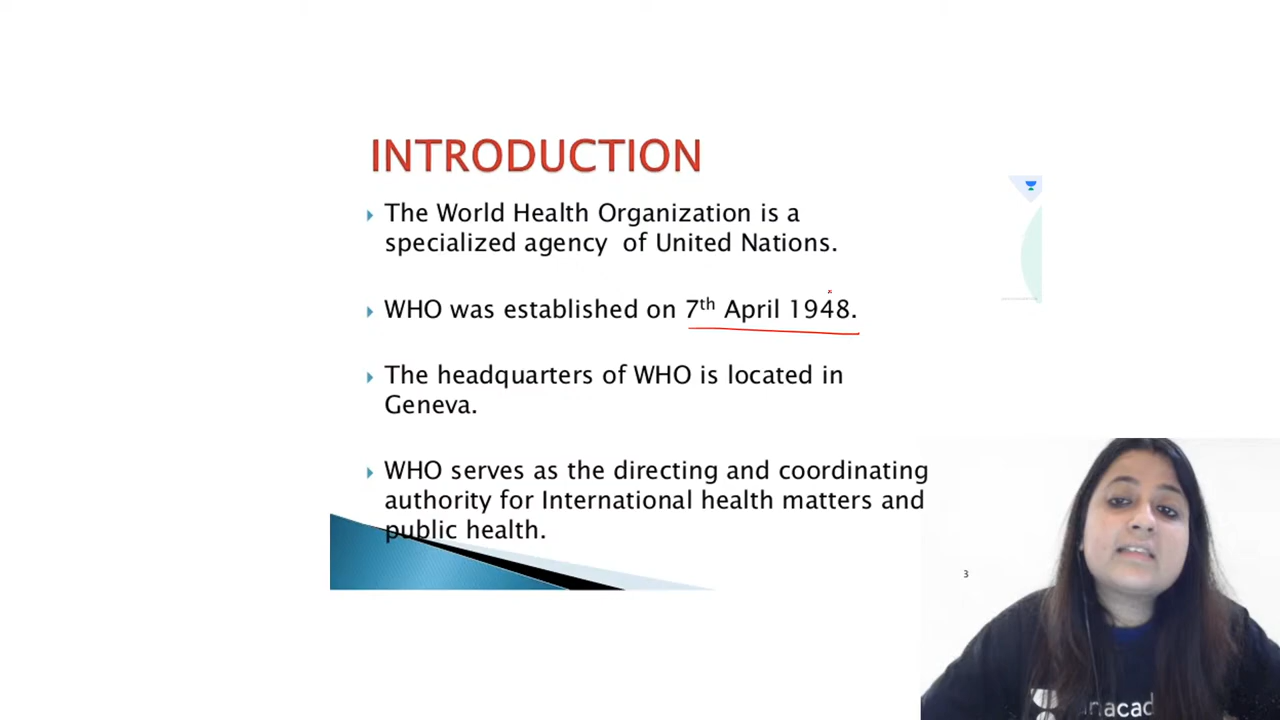 INTRODUCTION
The World Health Organization is a
specialized agency of United Nations.
WHO was established on 7th April 1948.
The headquarters of WHO is located in
Geneva.
WHO serves as the directing and coordinating
authority for International health matters and
public health.
3